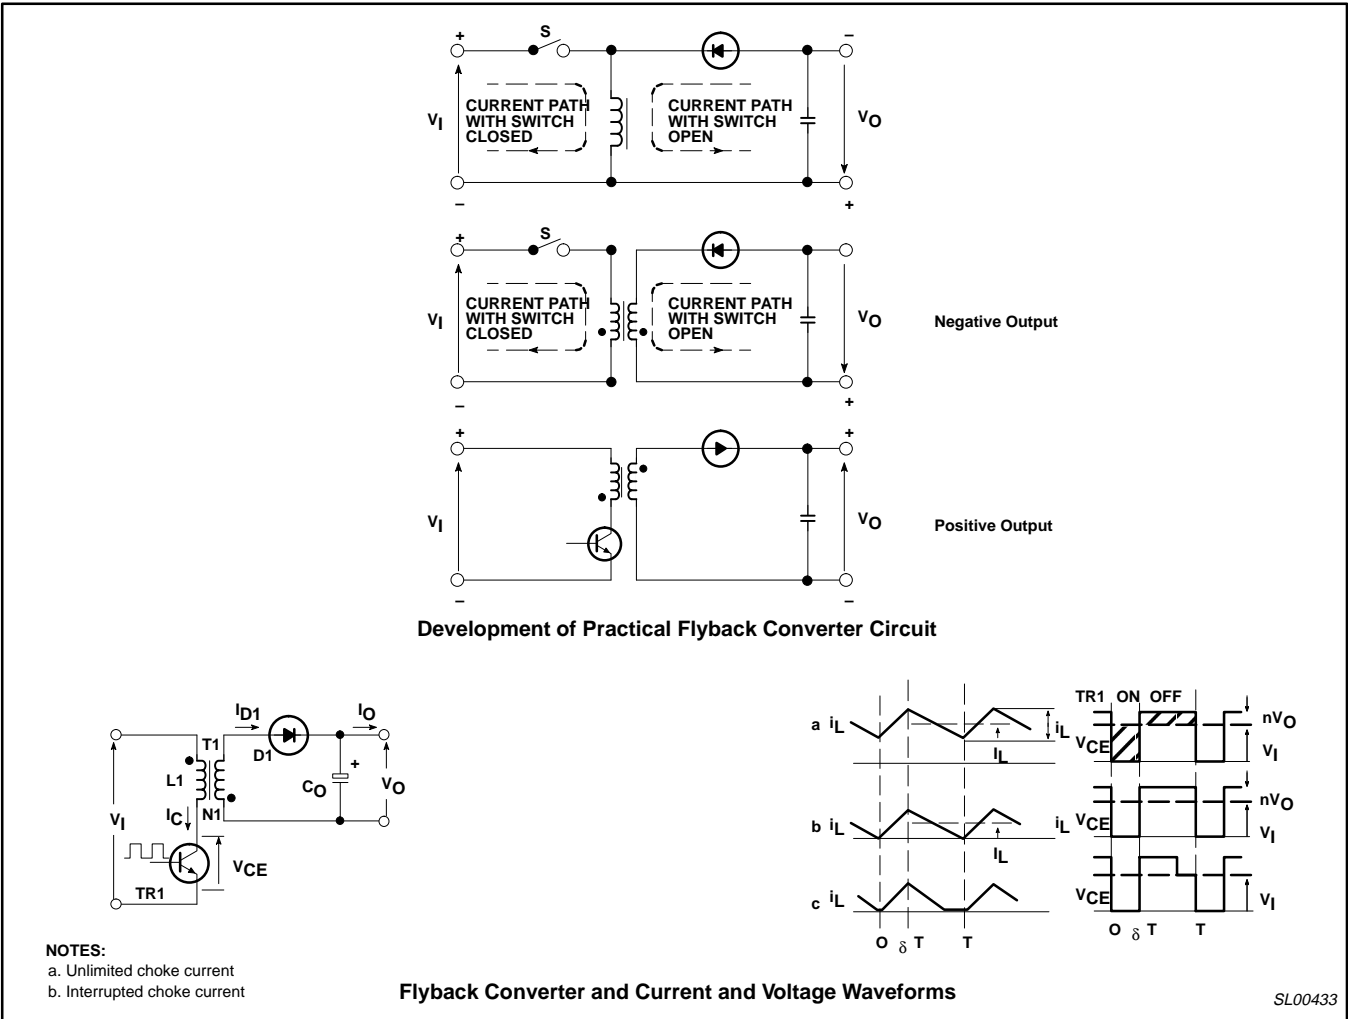 + S –
VI CURRENT PATH WITH SWITCH CLOSED CURRENT PATH WITH SWITCH OPEN VO
– +
+ S
VI CURRENT PATH WITH SWITCH CLOSED CURRENT PATH WITH SWITCH OPEN VO Negative Output
– +
+ +
VI VO Positive Output
– –
Development of Practical Flyback Converter Circuit
ID1 IO
T1 D1
L1 CO + VO
VI IC N1
VCE
TR1
TR1 ON OFF
a iL iL IL VCE nVO VI
b iL iL IL VCE nVO VI
c iL VCE VI
O δ T T O δ T T
NOTES:
a. Unlimited choke current
b. Interrupted choke current
Flyback Converter and Current and Voltage Waveforms
SL00433